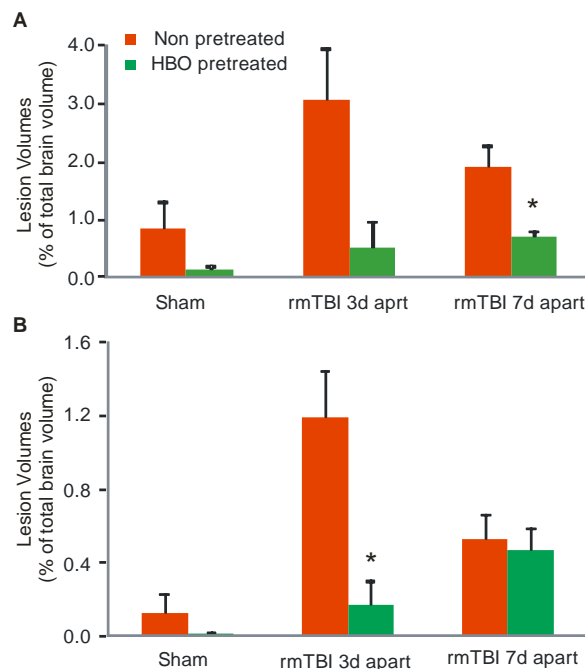 A
Non pretreated
HBO pretreated
Lesion Volumes
(% of total brain volume)
4.0
3.0
2.0
1.0
0.0
*
Sham
rmTBI 3d aprt
rmTBI 7d apart
B
Lesion Volumes
(% of total brain volume)
1.6
1.2
0.8
0.4
0.0
*
Sham
rmTBI 3d apart
rmTBI 7d apart